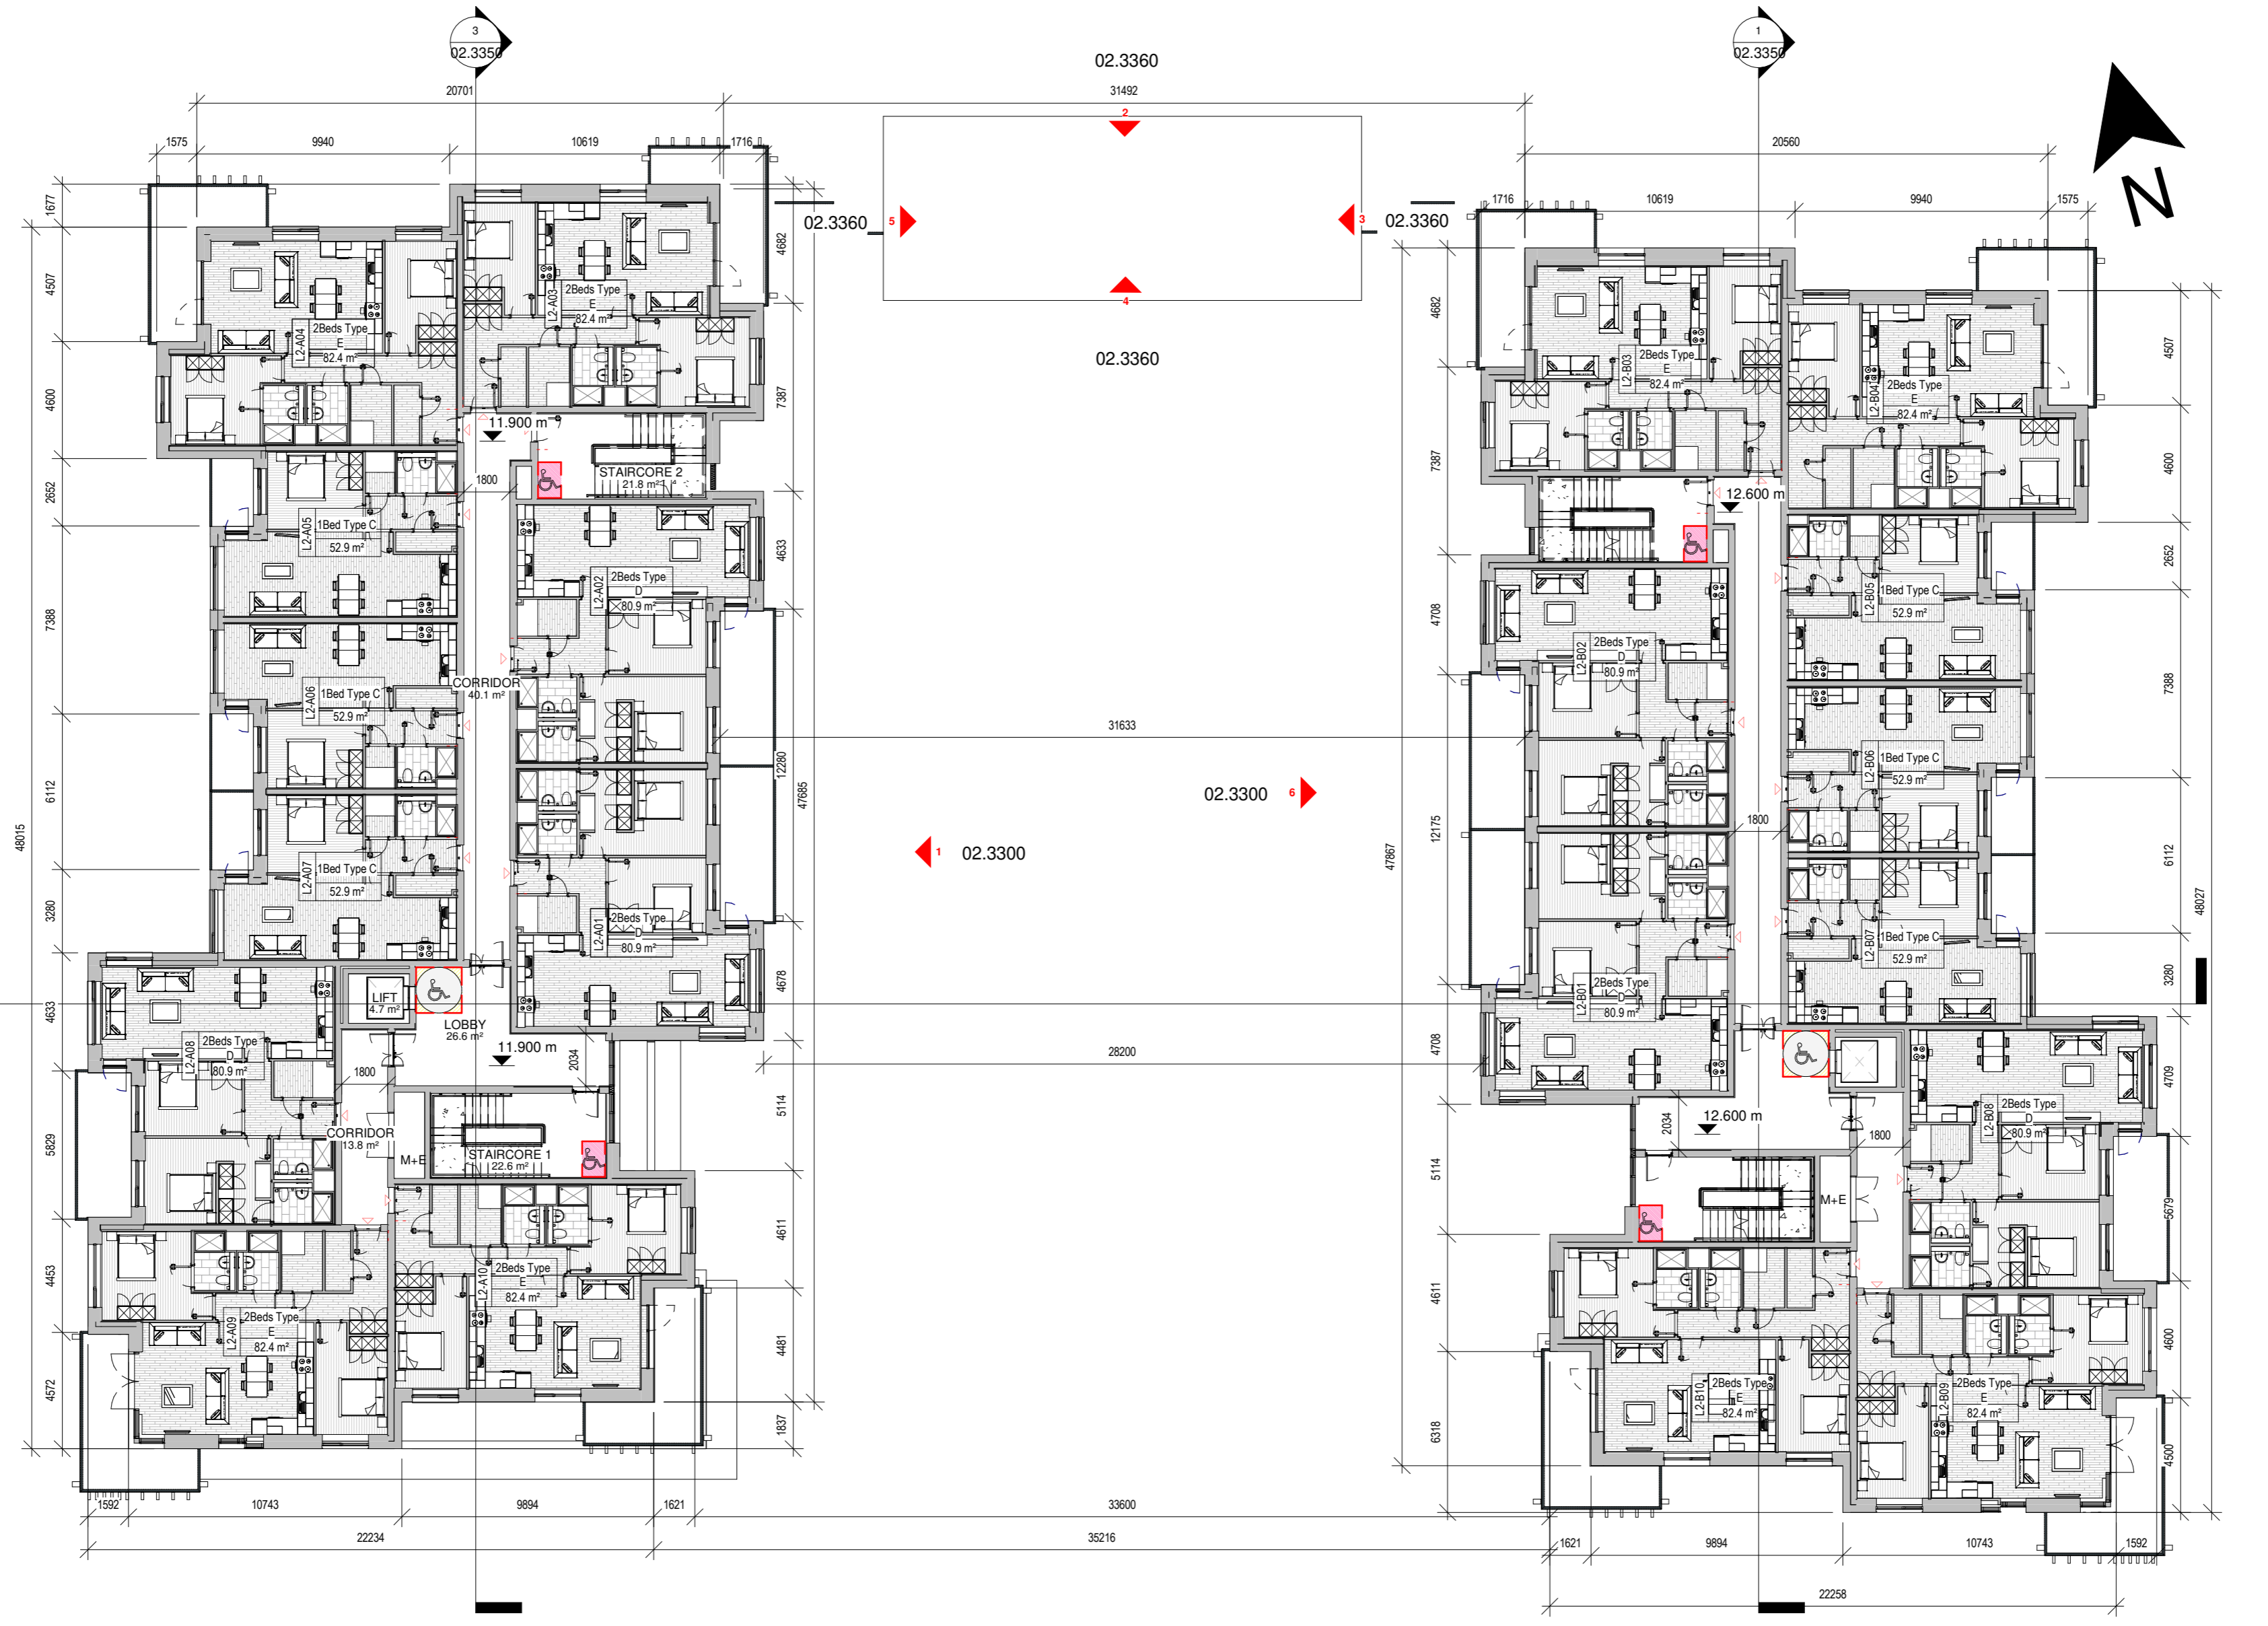 3
02.3350
1
02.3350
02.3360
20701
31492
1575
9940
10619
1716
20560
2
N
1716
10619
9940
1575
1677
02.3360
5
3
02.3360
4682
4507
2Beds Type
E
82.4 m²
L2-A03
2Beds Type
E
82.4 m²
L2-A04
4
02.3360
4682
2Beds Type
E
82.4 m²
L2-B03
2Beds Type
E
82.4 m²
L2-B04
4507
4600
7387
11.900 m
STAIRCORE 2
21.8 m²
1800
2652
7387
12.600 m
4600
1Bed Type C
52.9 m²
L2-A05
2Beds Type
D
80.9 m²
L2-A02
4633
4708
2652
1Bed Type C
52.9 m²
L2-B05
7388
2Beds Type
D
80.9 m²
L2-B02
1Bed Type C
52.9 m²
L2-A06
CORRIDOR
40.1 m²
7388
31633
12280
47685
6112
02.3300
6
1Bed Type C
52.9 m²
L2-B06
1800
12175
47867
48015
1
02.3300
6112
48027
1Bed Type C
52.9 m²
L2-A07
3280
2Beds Type
D
80.9 m²
L2-A01
4678
1Bed Type C
52.9 m²
L2-B07
3280
2Beds Type
D
80.9 m²
L2-B01
LIFT
4.7 m²
LOBBY
26.6 m²
4633
2Beds Type
D
80.9 m²
L2-A08
11.900 m
2034
28200
4708
4709
1800
5114
12.600 m
2034
2Beds Type
D
80.9 m²
L2-B08
1800
5829
CORRIDOR
13.8 m²
M+E
STAIRCORE 1
22.6 m²
5114
M+E
5679
4453
4611
2Beds Type
E
82.4 m²
L2-A10
4611
2Beds Type
E
82.4 m²
L2-A09
4600
4572
4481
2Beds Type
E
82.4 m²
L2-B10
2Beds Type
E
82.4 m²
L2-B09
1837
6318
4500
1592
10743
9894
1621
33600
22234
35216
1621
9894
10743
1592
22258